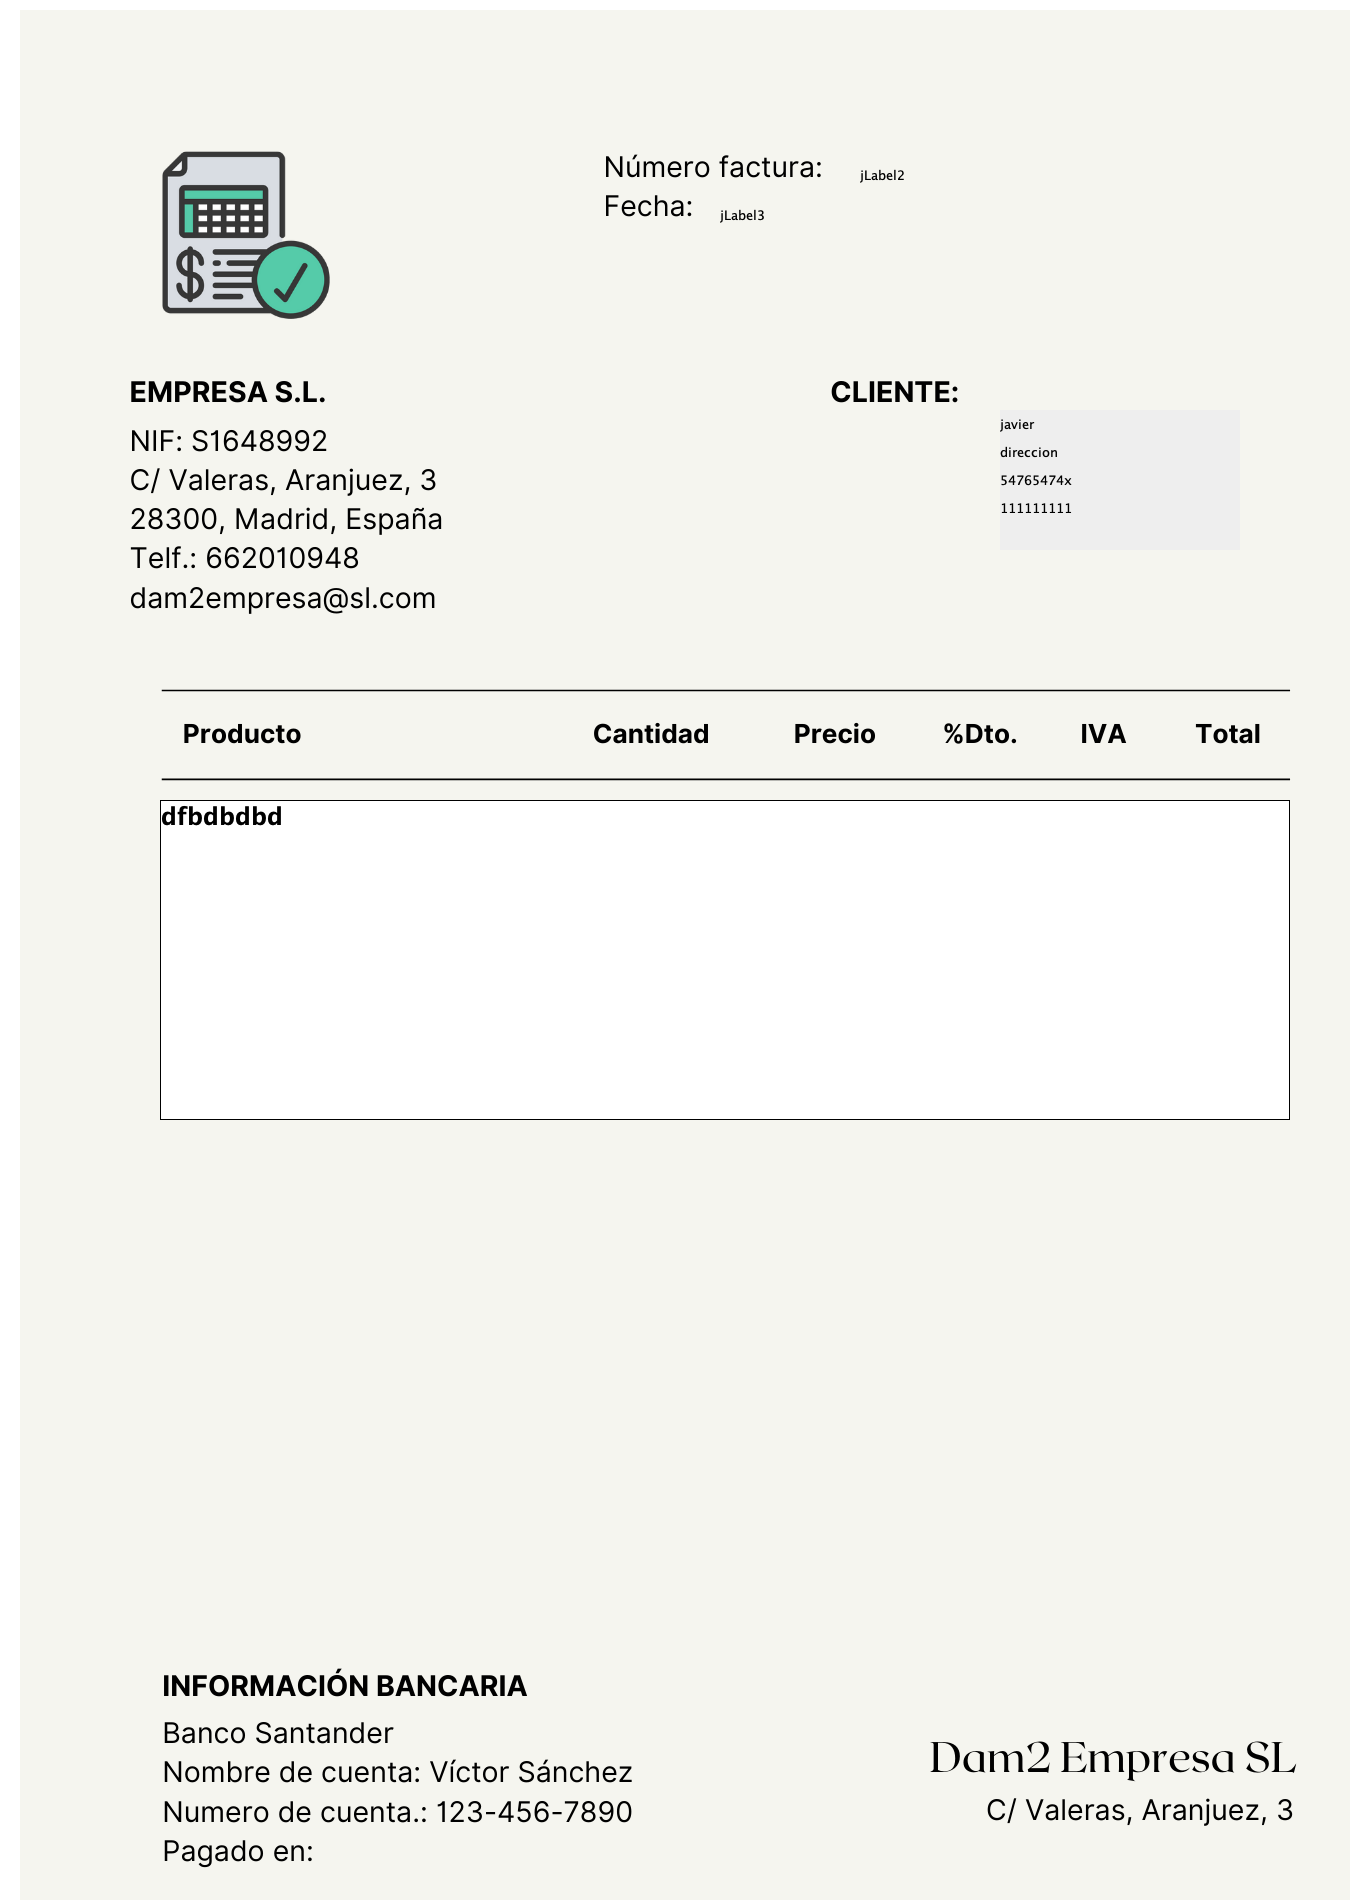 Número factura: jLabel2
Fecha: jLabel3
$
EMPRESA S.L.
NIF: S1648992
C/ Valeras, Aranjuez, 3
28300, Madrid, España
Telf.: 662010948
dam2empresa@sl.com
CLIENTE:
javier
direccion
54765474x
111111111
Producto Cantidad Precio %Dto. IVA Total
dfbdbdbd
INFORMACIÓN BANCARIA
Banco Santander
Nombre de cuenta: Víctor Sánchez
Numero de cuenta.: 123-456-7890
Pagado en:
Dam2 Empresa SL
C/ Valeras, Aranjuez, 3